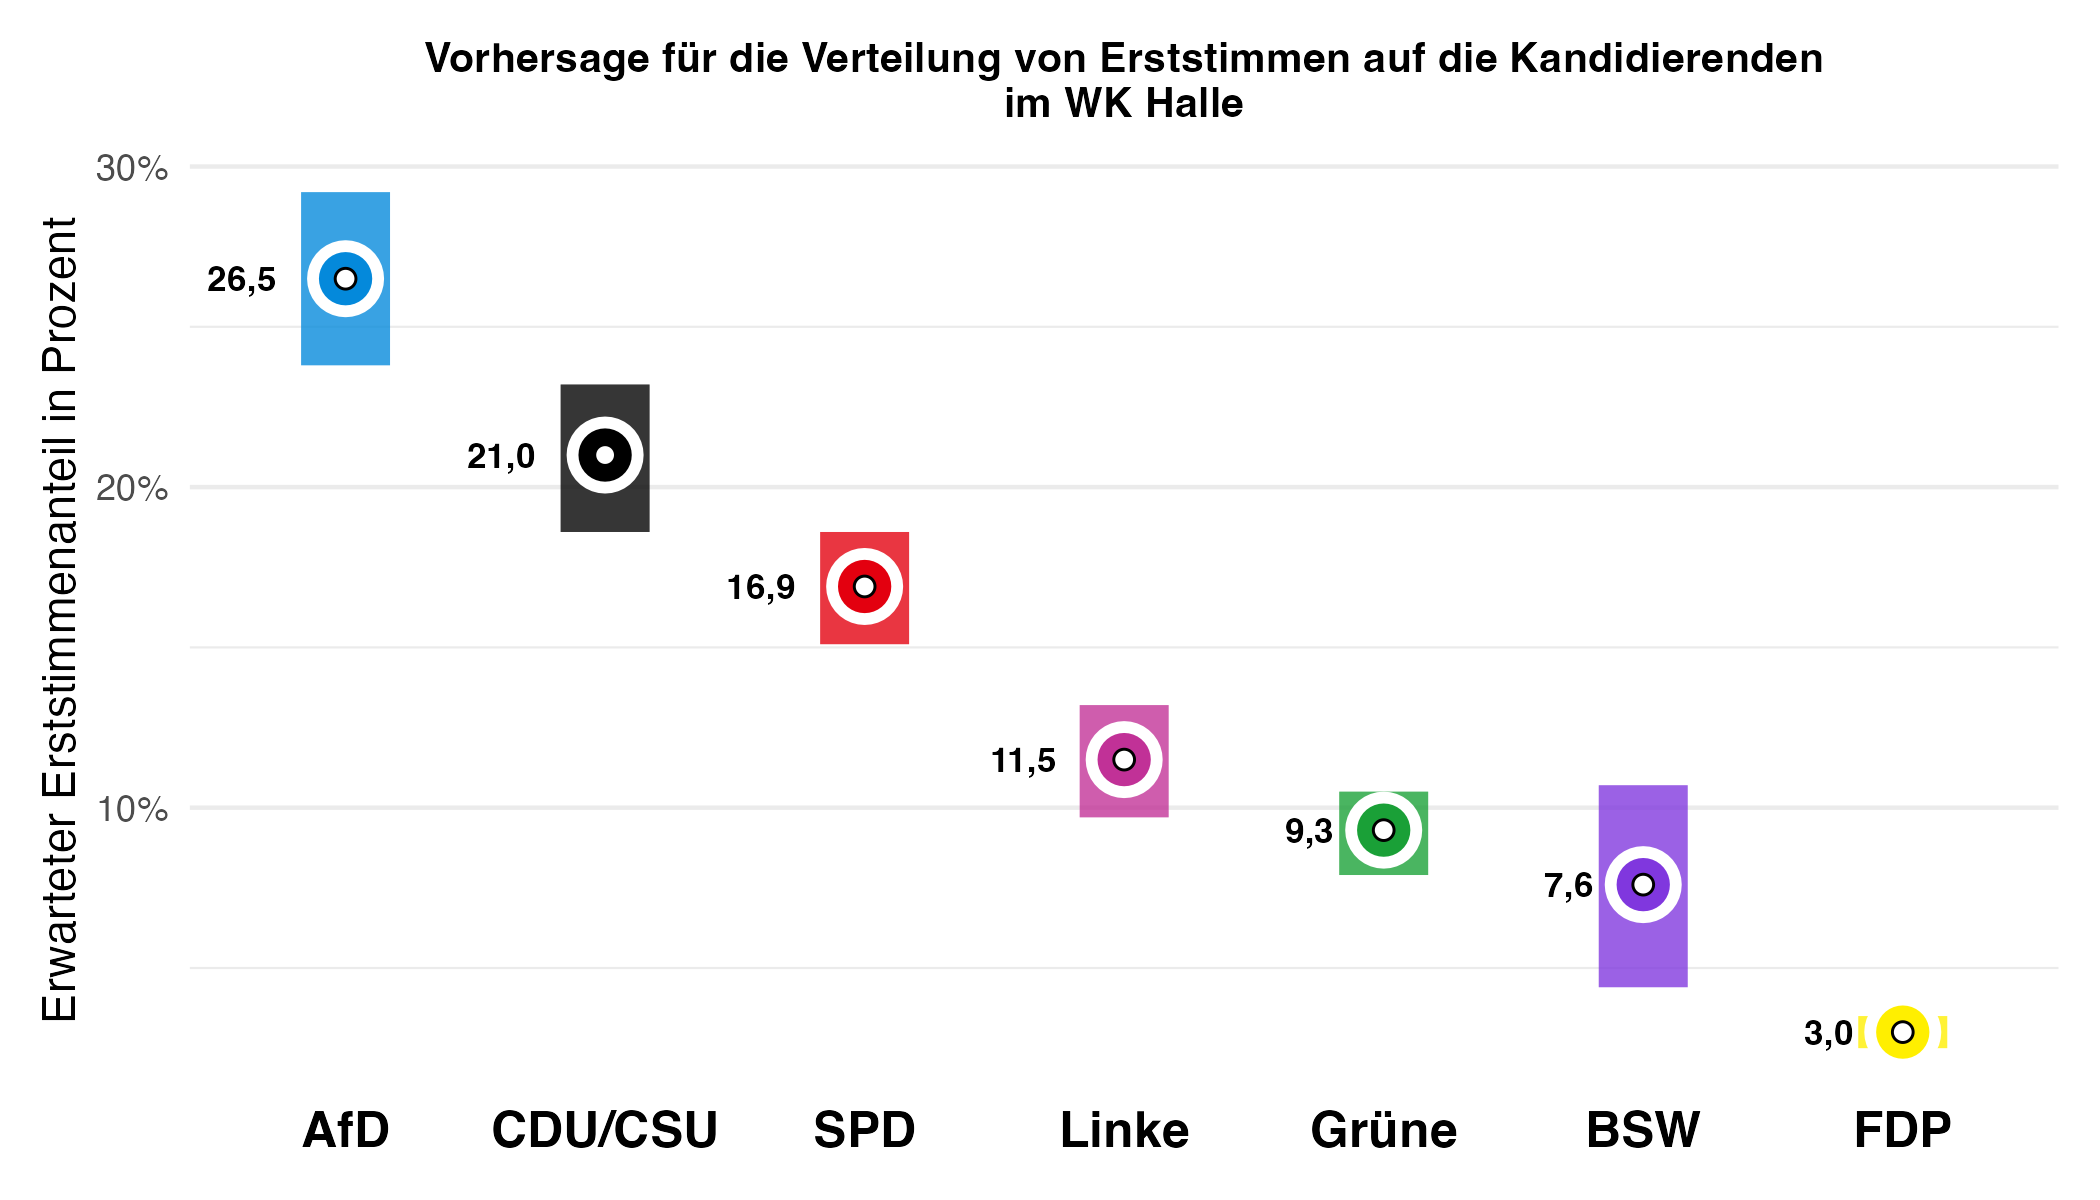 Vorhersage für die Verteilung von Erststimmen auf die Kandidierenden
im WK Halle
Erwarteter Erststimmenanteil in Prozent
30%
20%
10%
26,5
21,0
16,9
11,5
9,3
7,6
3,0
AfD
CDU/CSU
SPD
Linke
Grüne
BSW
FDP